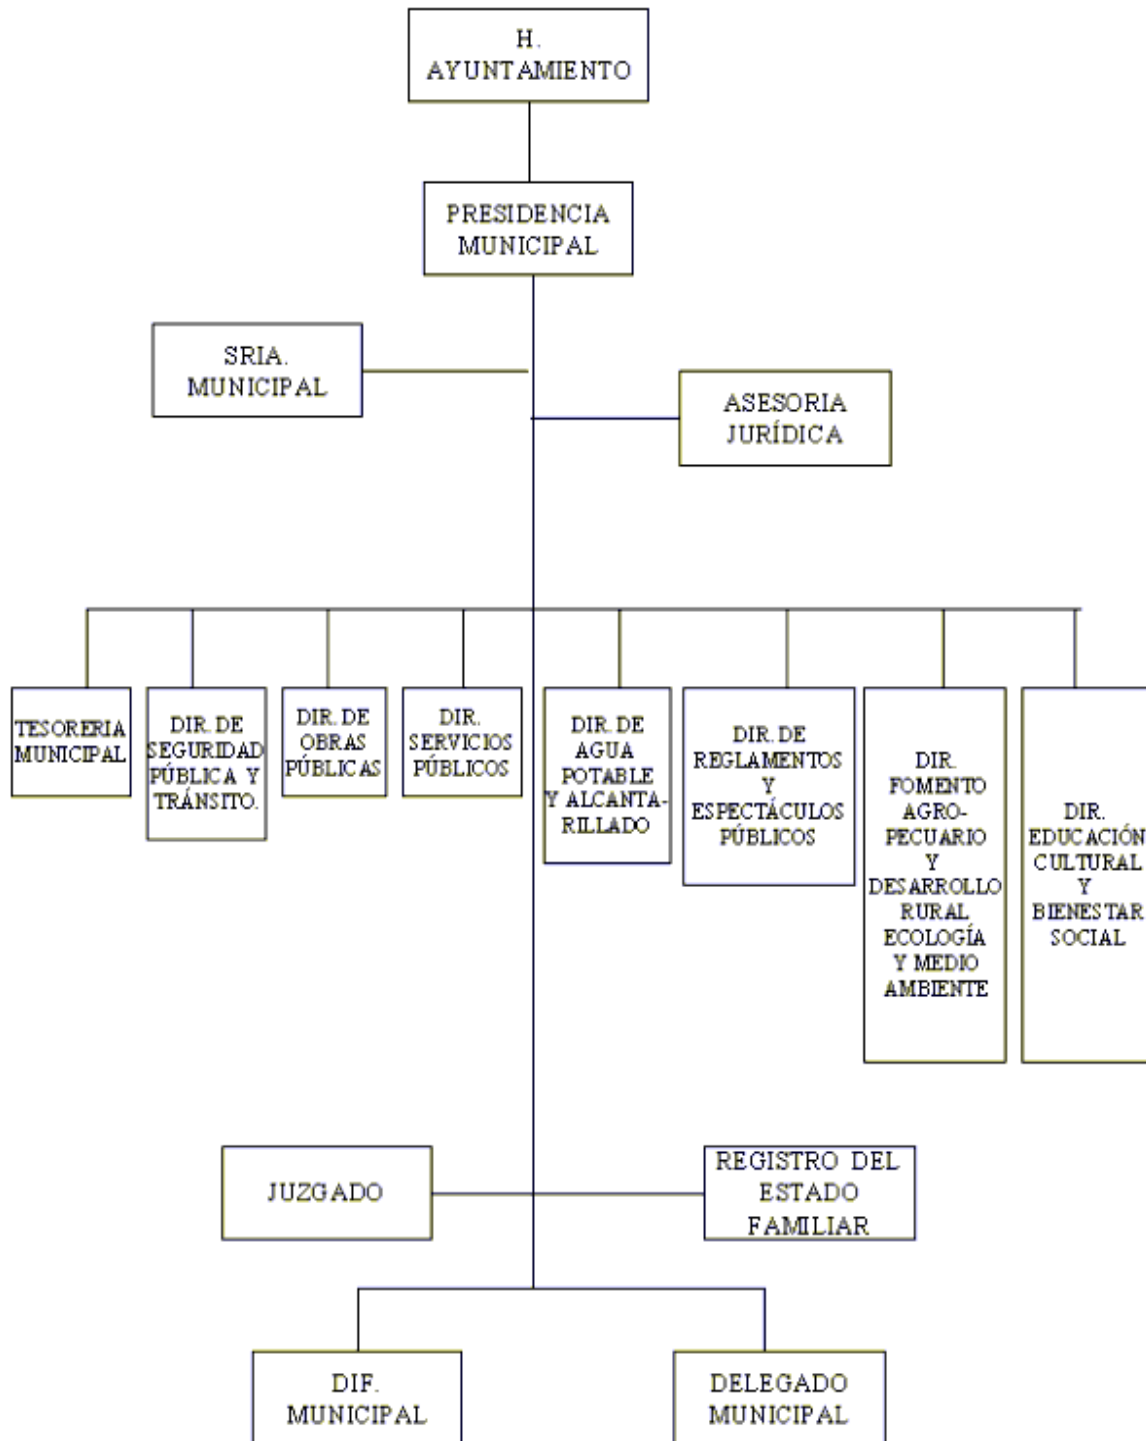 H.
AYUNTAMIENTO
PRESIDENCIA
MUNICIPAL
SRIA.
MUNICIPAL
ASESORIA
JURÍDICA
TESORERIA
MUNICIPAL
DIR. DE
SEGURIDAD
PÚBLICA Y
TRÁNSITO.
DIR. DE
OBRAS
PÚBLICAS
DIR.
SERVICIOS
PÚBLICOS
DIR. DE
AGUA
POTABLE
Y ALCANTA-
RILLADO
DIR. DE
REGLAMENTOS
Y
ESPECTÁCULOS
PÚBLICOS
DIR.
FOMENTO
AGRO-
PECUARIO
Y
DESARROLLO
RURAL
ECOLOGÍA
Y MEDIO
AMBIENTE
DIR.
EDUCACIÓN
CULTURAL
Y
BIENESTAR
SOCIAL
JUZGADO
REGISTRO DEL
ESTADO
FAMILIAR
DIF.
MUNICIPAL
DELEGADO
MUNICIPAL